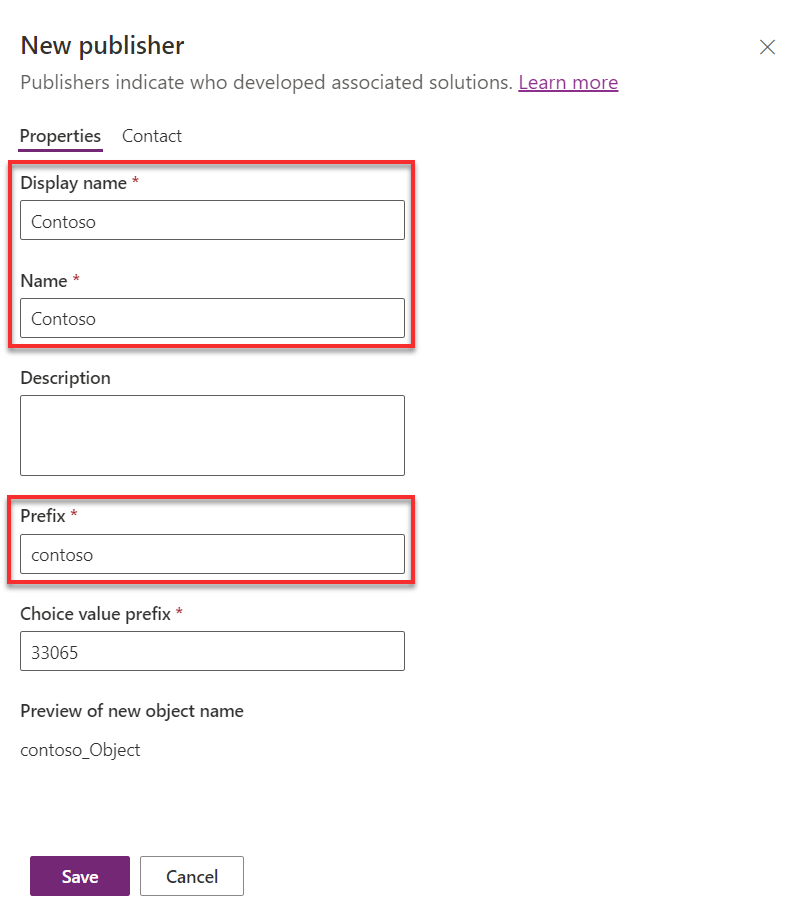 New publisher
Publishers indicate who developed associated solutions. Learn more
Properties Contact
Display name *
Contoso
Name *
Contoso
Description
Prefix *
contoso
Choice value prefix *
33065
Preview of new object name
contoso_Object
Save Cancel